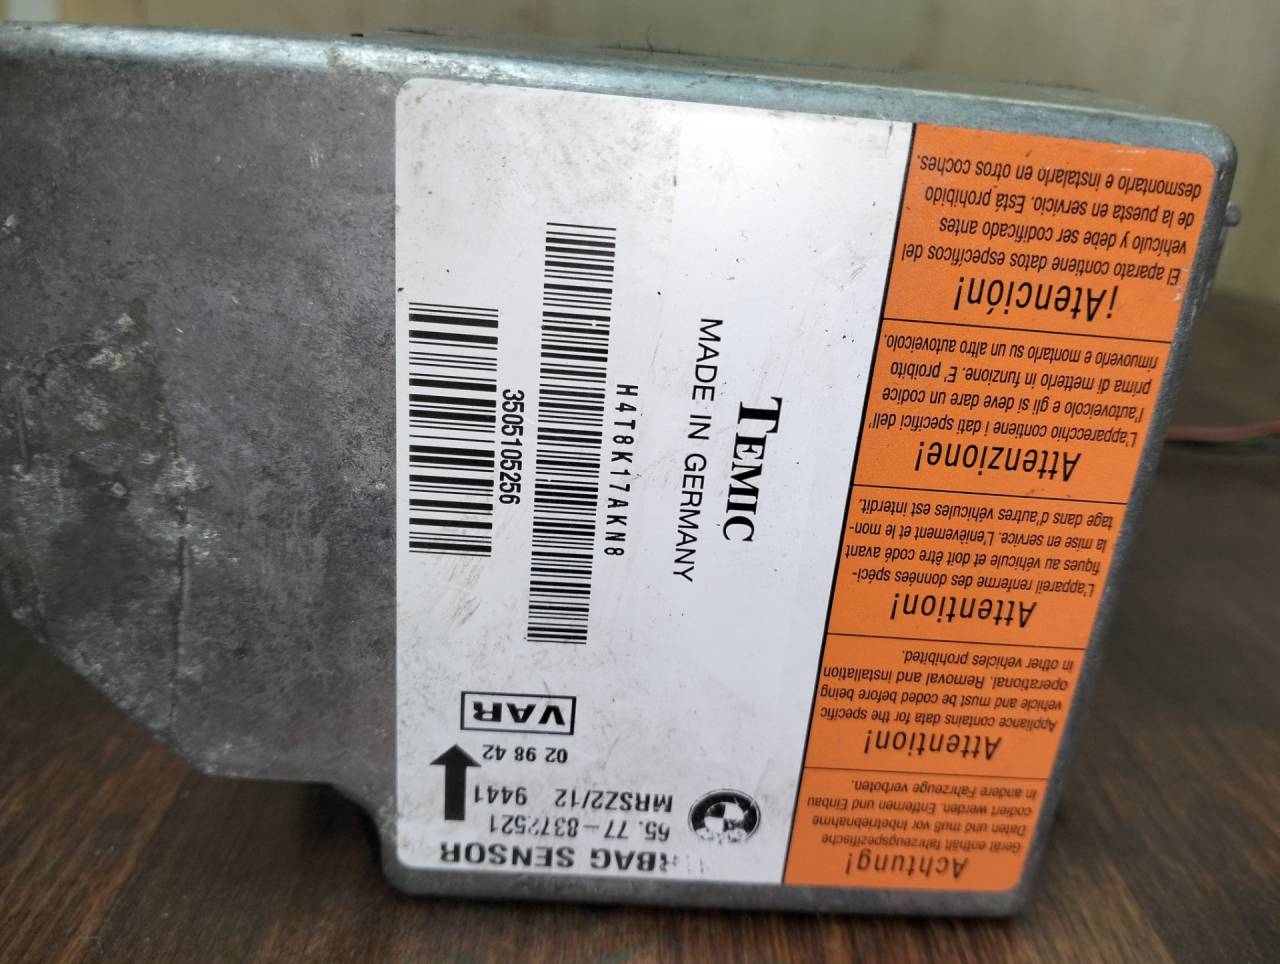 AIRBAG SENSOR
65.77-8372521
MRSZ2/12 9441
02 98 42
VAR
TEMIC
MADE IN GERMANY
H4T8K17AKN8
3505105256
Achtung!
Gerät enthält fahrzeugspezifische
Daten und muß vor Inbetriebnahme
codiert werden. Entfernen und Einbau
in andere Fahrzeuge verboten.
Attention!
Appliance contains data for the specific
vehicle and must be coded before being
operational. Removal and installation
in other vehicles prohibited.
Attention!
L'appareil renferme des données spéci-
fiques au véhicule et doit être codé avant
la mise en service. L'enièvement et le mon-
tage dans d'autres véhicules est interdit.
Attenzione!
L'apparecchio contiene i dati specifici dell'
l'autoveicolo e gli si deve dare un codice
prima di metterlo in funzione. E' proibito
rimuoverlo e montarlo su un altro autoveicolo.
¡Atención!
El aparato contiene datos específicos del
vehículo y debe ser codificado antes
de la puesta en servicio. Está prohibido
desmontarlo e instalarlo en otros coches.